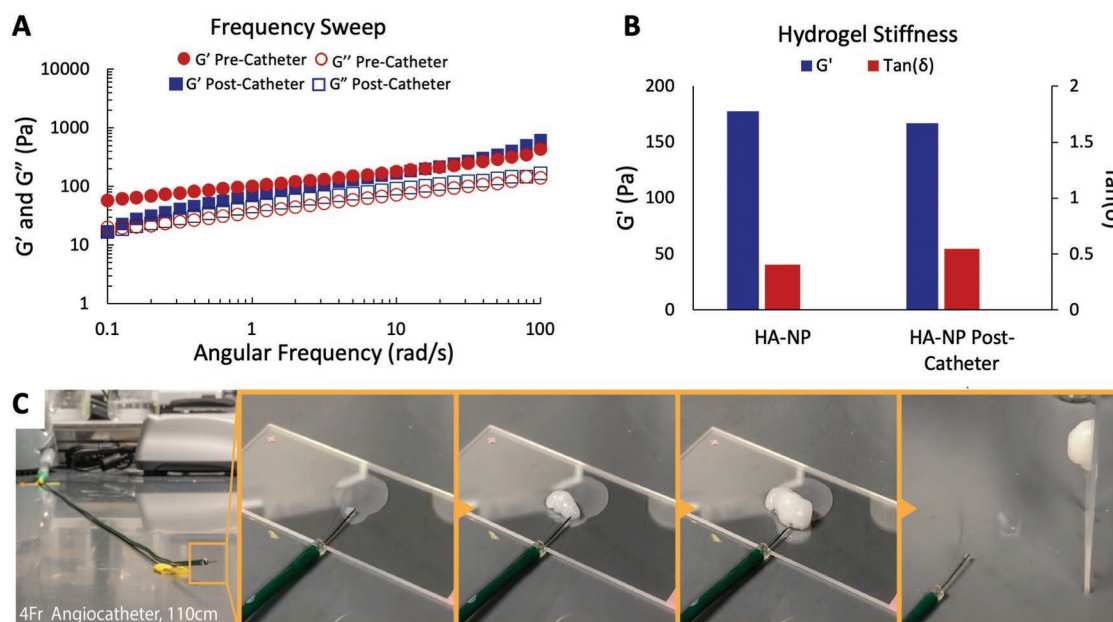 A
Frequency Sweep
G' Pre-Catheter G'' Pre-Catheter
G' Post-Catheter G'' Post-Catheter
10000
1000
100
10
1
G' and G'' (Pa)
0.1 1 10 100
Angular Frequency (rad/s)
B
Hydrogel Stiffness
G' Tan(δ)
200 2
150 1.5
100 1
50 0.5
0 0
G' (Pa)
HA-NP HA-NP Post-
Catheter
C
4Fr Angiocatheter, 110cm